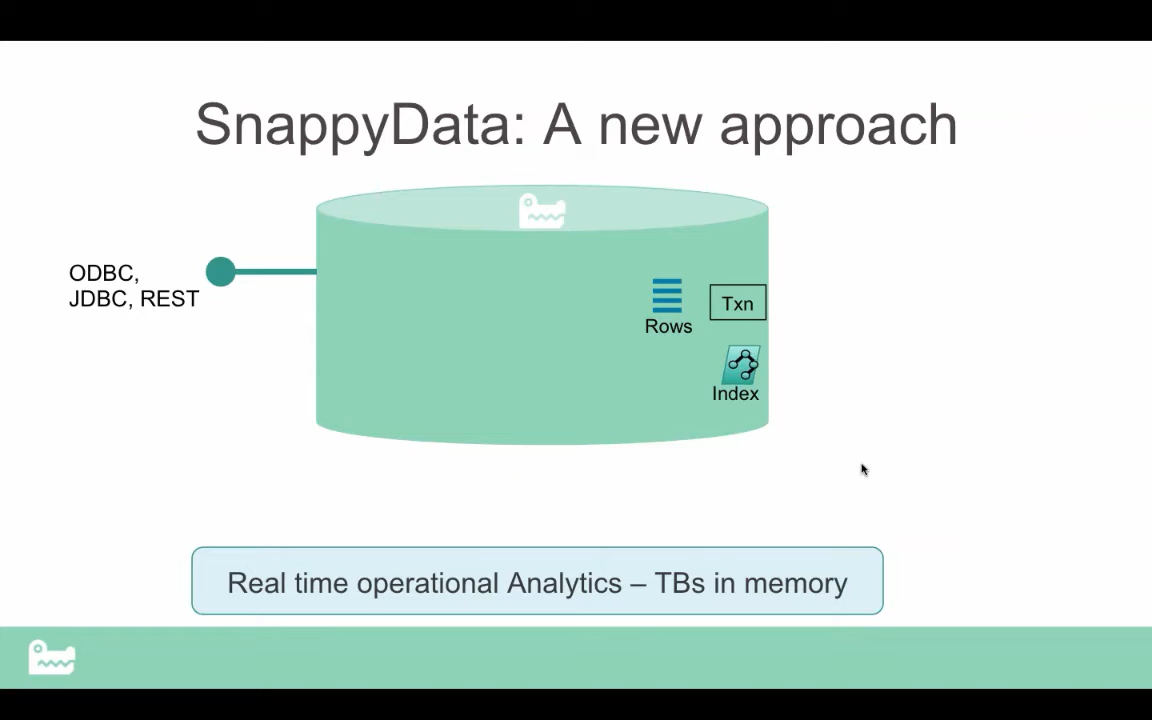 SnappyData: A new approach
ODBC,
JDBC, REST
Rows
Txn
Index
Real time operational Analytics – TBs in memory